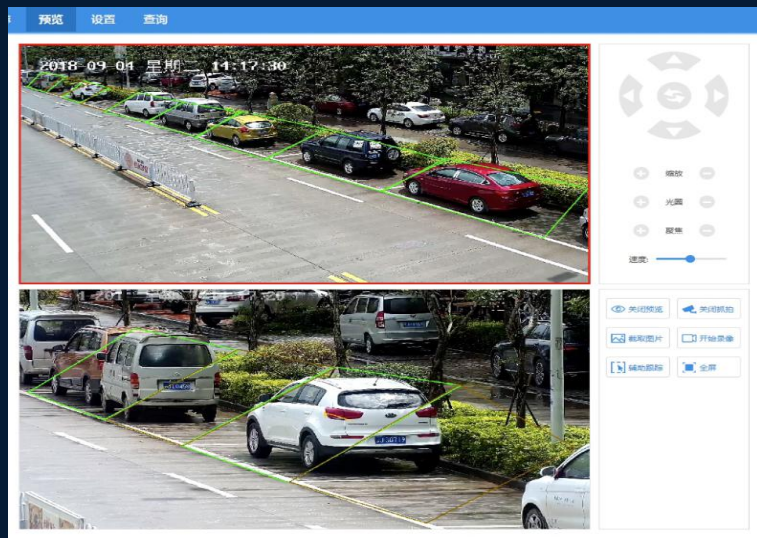 预览 设置 查询
2018-09-04 星期二 14:17:30
缩放
光圈
聚焦
速度:
关闭预览 关闭抓拍
截取图片 开始录像
辅助跟踪 全屏